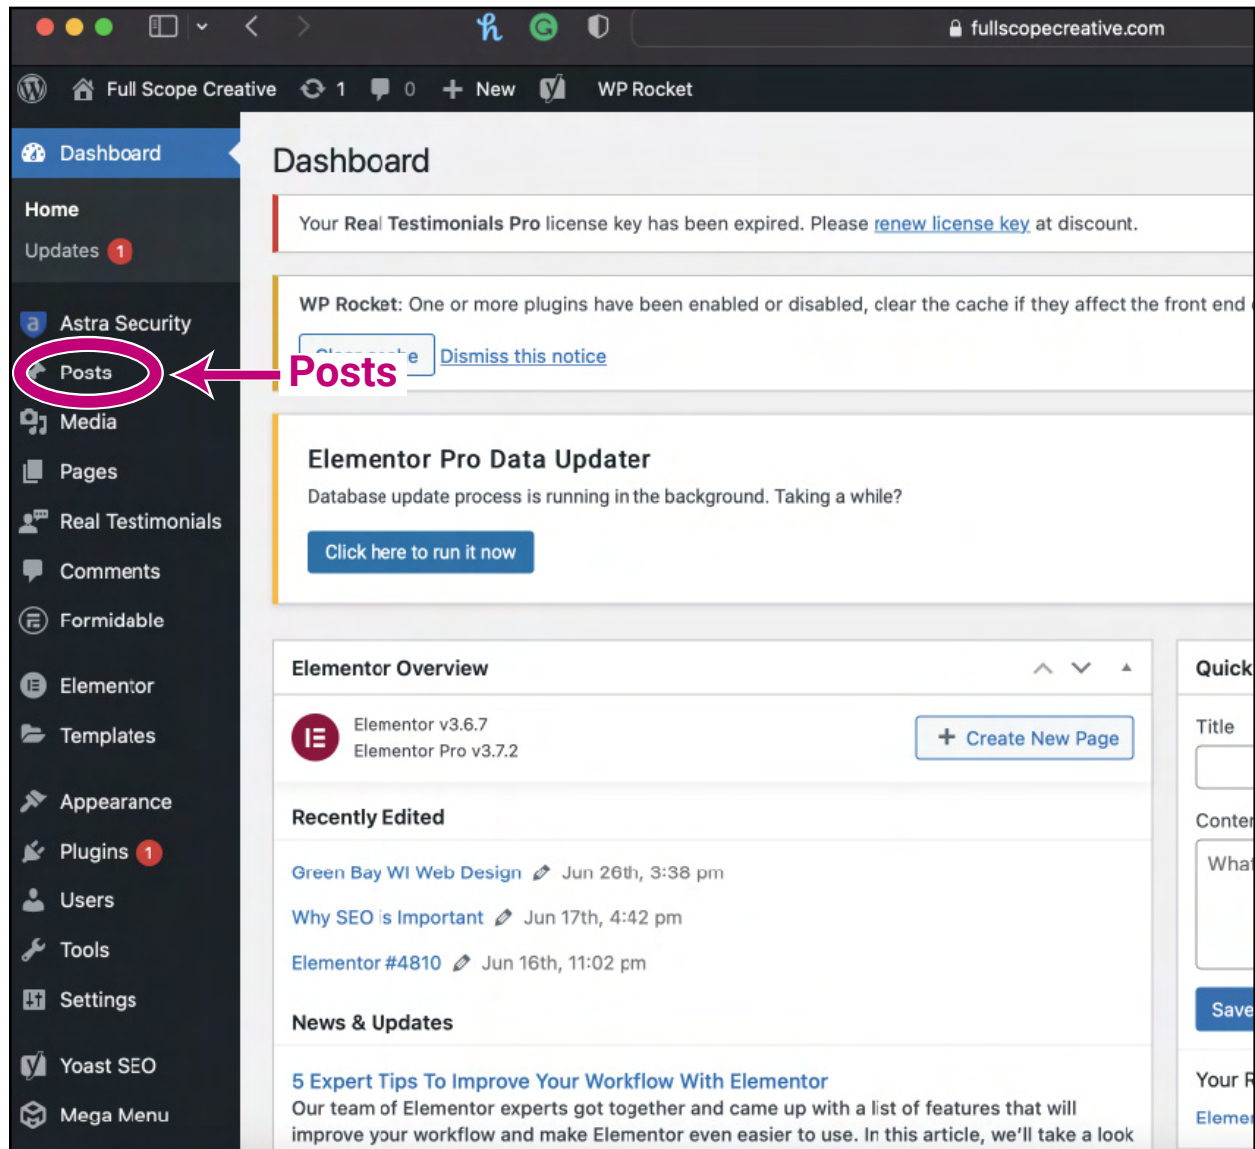 fullscopecreative.com
Full Scope Creative 1 0 New WP Rocket
Dashboard
Home
Updates 1
Astra Security
Posts
Media
Pages
Real Testimonials
Comments
Formidable
Elementor
Templates
Appearance
Plugins 1
Users
Tools
Settings
Yoast SEO
Mega Menu
Dashboard
Your Real Testimonials Pro license key has been expired. Please renew license key at discount.
WP Rocket: One or more plugins have been enabled or disabled, clear the cache if they affect the front end
Dismiss this notice
Posts
Elementor Pro Data Updater
Database update process is running in the background. Taking a while?
Click here to run it now
Elementor Overview
Elementor v3.6.7
Elementor Pro v3.7.2
+ Create New Page
Recently Edited
Green Bay WI Web Design Jun 26th, 3:38 pm
Why SEO is Important Jun 17th, 4:42 pm
Elementor #4810 Jun 16th, 11:02 pm
News & Updates
5 Expert Tips To Improve Your Workflow With Elementor
Our team of Elementor experts got together and came up with a list of features that will
improve your workflow and make Elementor even easier to use. In this article, we'll take a look
Quick
Title
Save
Your